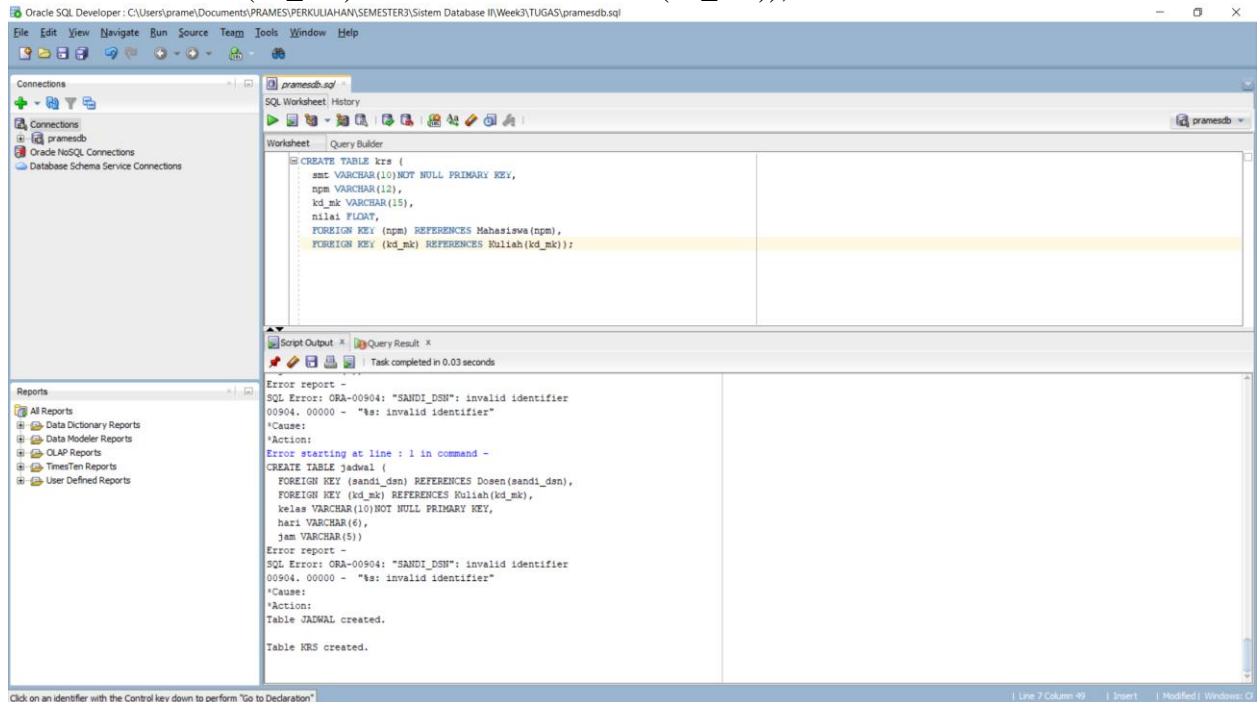 Oracle SQL Developer : C:\Users\prame\Documents\PRAMES\PERKULIAHAN\SEMESTER3\Sistem Database II\Week3\TUGAS\pramesdb.sql
File Edit View Navigate Run Source Team Tools Window Help
Connections
Connections
pramesdb
Oracle NoSQL Connections
Database Schema Service Connections
pramesdb.sql
SQL Worksheet History
pramesdb
Worksheet Query Builder
CREATE TABLE krs (
smt VARCHAR(10)NOT NULL PRIMARY KEY,
npm VARCHAR(12),
kd_mk VARCHAR(15),
nilai FLOAT,
FOREIGN KEY (npm) REFERENCES Mahasiswa(npm),
FOREIGN KEY (kd_mk) REFERENCES Kuliah(kd_mk));
Script Output Query Result
Task completed in 0.03 seconds
Error report -
SQL Error: ORA-00904: "SANDI_DSN": invalid identifier
00904. 00000 - "%s: invalid identifier"
*Cause:
*Action:
Error starting at line : 1 in command -
CREATE TABLE jadwal (
FOREIGN KEY (sandi_dsn) REFERENCES Dosen(sandi_dsn),
FOREIGN KEY (kd_mk) REFERENCES Kuliah(kd_mk),
kelas VARCHAR(10)NOT NULL PRIMARY KEY,
hari VARCHAR(6),
jam VARCHAR(5))
Error report -
SQL Error: ORA-00904: "SANDI_DSN": invalid identifier
00904. 00000 - "%s: invalid identifier"
*Cause:
*Action:
Table JADWAL created.
Table KRS created.
Reports
All Reports
Data Dictionary Reports
Data Modeler Reports
OLAP Reports
TimesTen Reports
User Defined Reports
Click on an identifier with the Control key down to perform "Go to Declaration"
Line 7 Column 49 | Insert | Modified | Windows: C